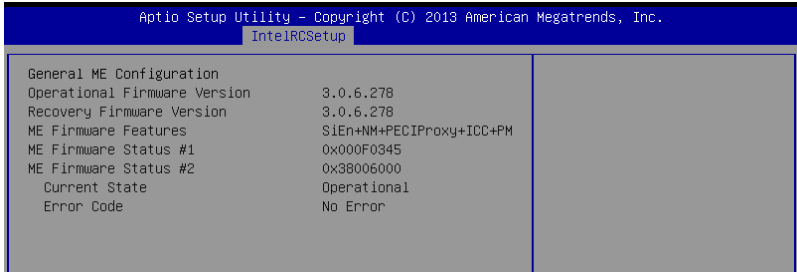 Aptio Setup Utility – Copyright (C) 2013 American Megatrends, Inc.
IntelRCSetup
General ME Configuration
Operational Firmware Version 3.0.6.278
Recovery Firmware Version 3.0.6.278
ME Firmware Features SiEn+NM+PECIProxy+ICC+PM
ME Firmware Status #1 0x000F0345
ME Firmware Status #2 0x38006000
Current State Operational
Error Code No Error